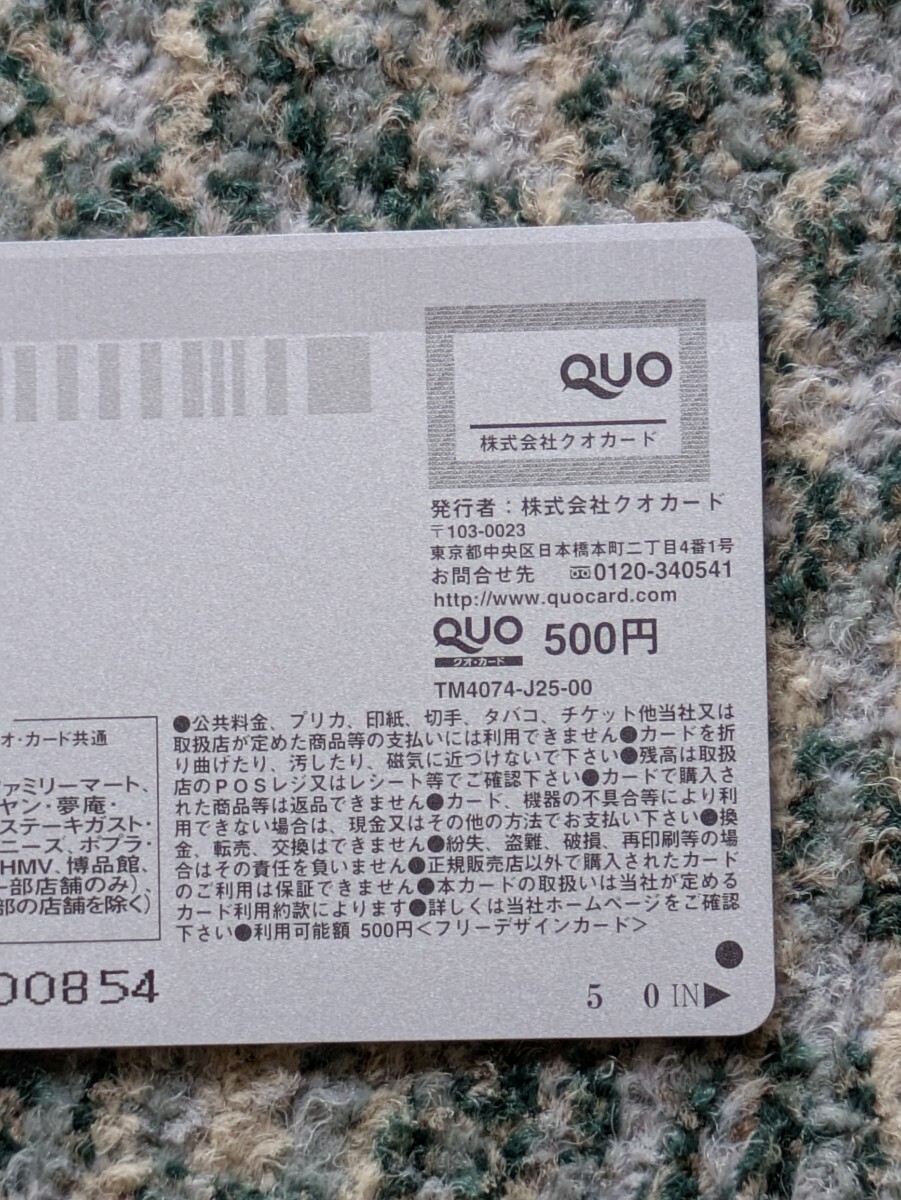 QUO
株式会社クオカード
発行者：株式会社クオカード
〒103-0023
東京都中央区日本橋本町二丁目4番1号
お問合せ先 0120-340541
http://www.quocard.com
QUO 500円
クオ・カード
TM4074-J25-00
オ・カード共通
ァミリーマート、
ヤン・夢庵・
ステーキガスト・
ニーズ、ポプラ・
HMV、博品館、
一部店舗のみ)、
部の店舗を除く)
●公共料金、プリカ、印紙、切手、タバコ、チケット他当社又は
取扱店が定めた商品等の支払いには利用できません●カードを折
り曲げたり、汚したり、磁気に近づけないで下さい●残高は取扱
店のPOSレジ又はレシート等でご確認下さい●カードで購入さ
れた商品等は返品できません●カード、機器の不具合等により利
用できない場合は、現金又はその他の方法でお支払い下さい●換
金、転売、交換はできません●紛失、盗難、破損、再印刷等の場
合はその責任を負いません●正規販売店以外で購入されたカード
のご利用は保証できません●本カードの取扱いは当社が定める
カード利用約款によります●詳しくは当社ホームページをご確認
下さい●利用可能額 500円<フリーデザインカード>
00854
5 0 IN▶